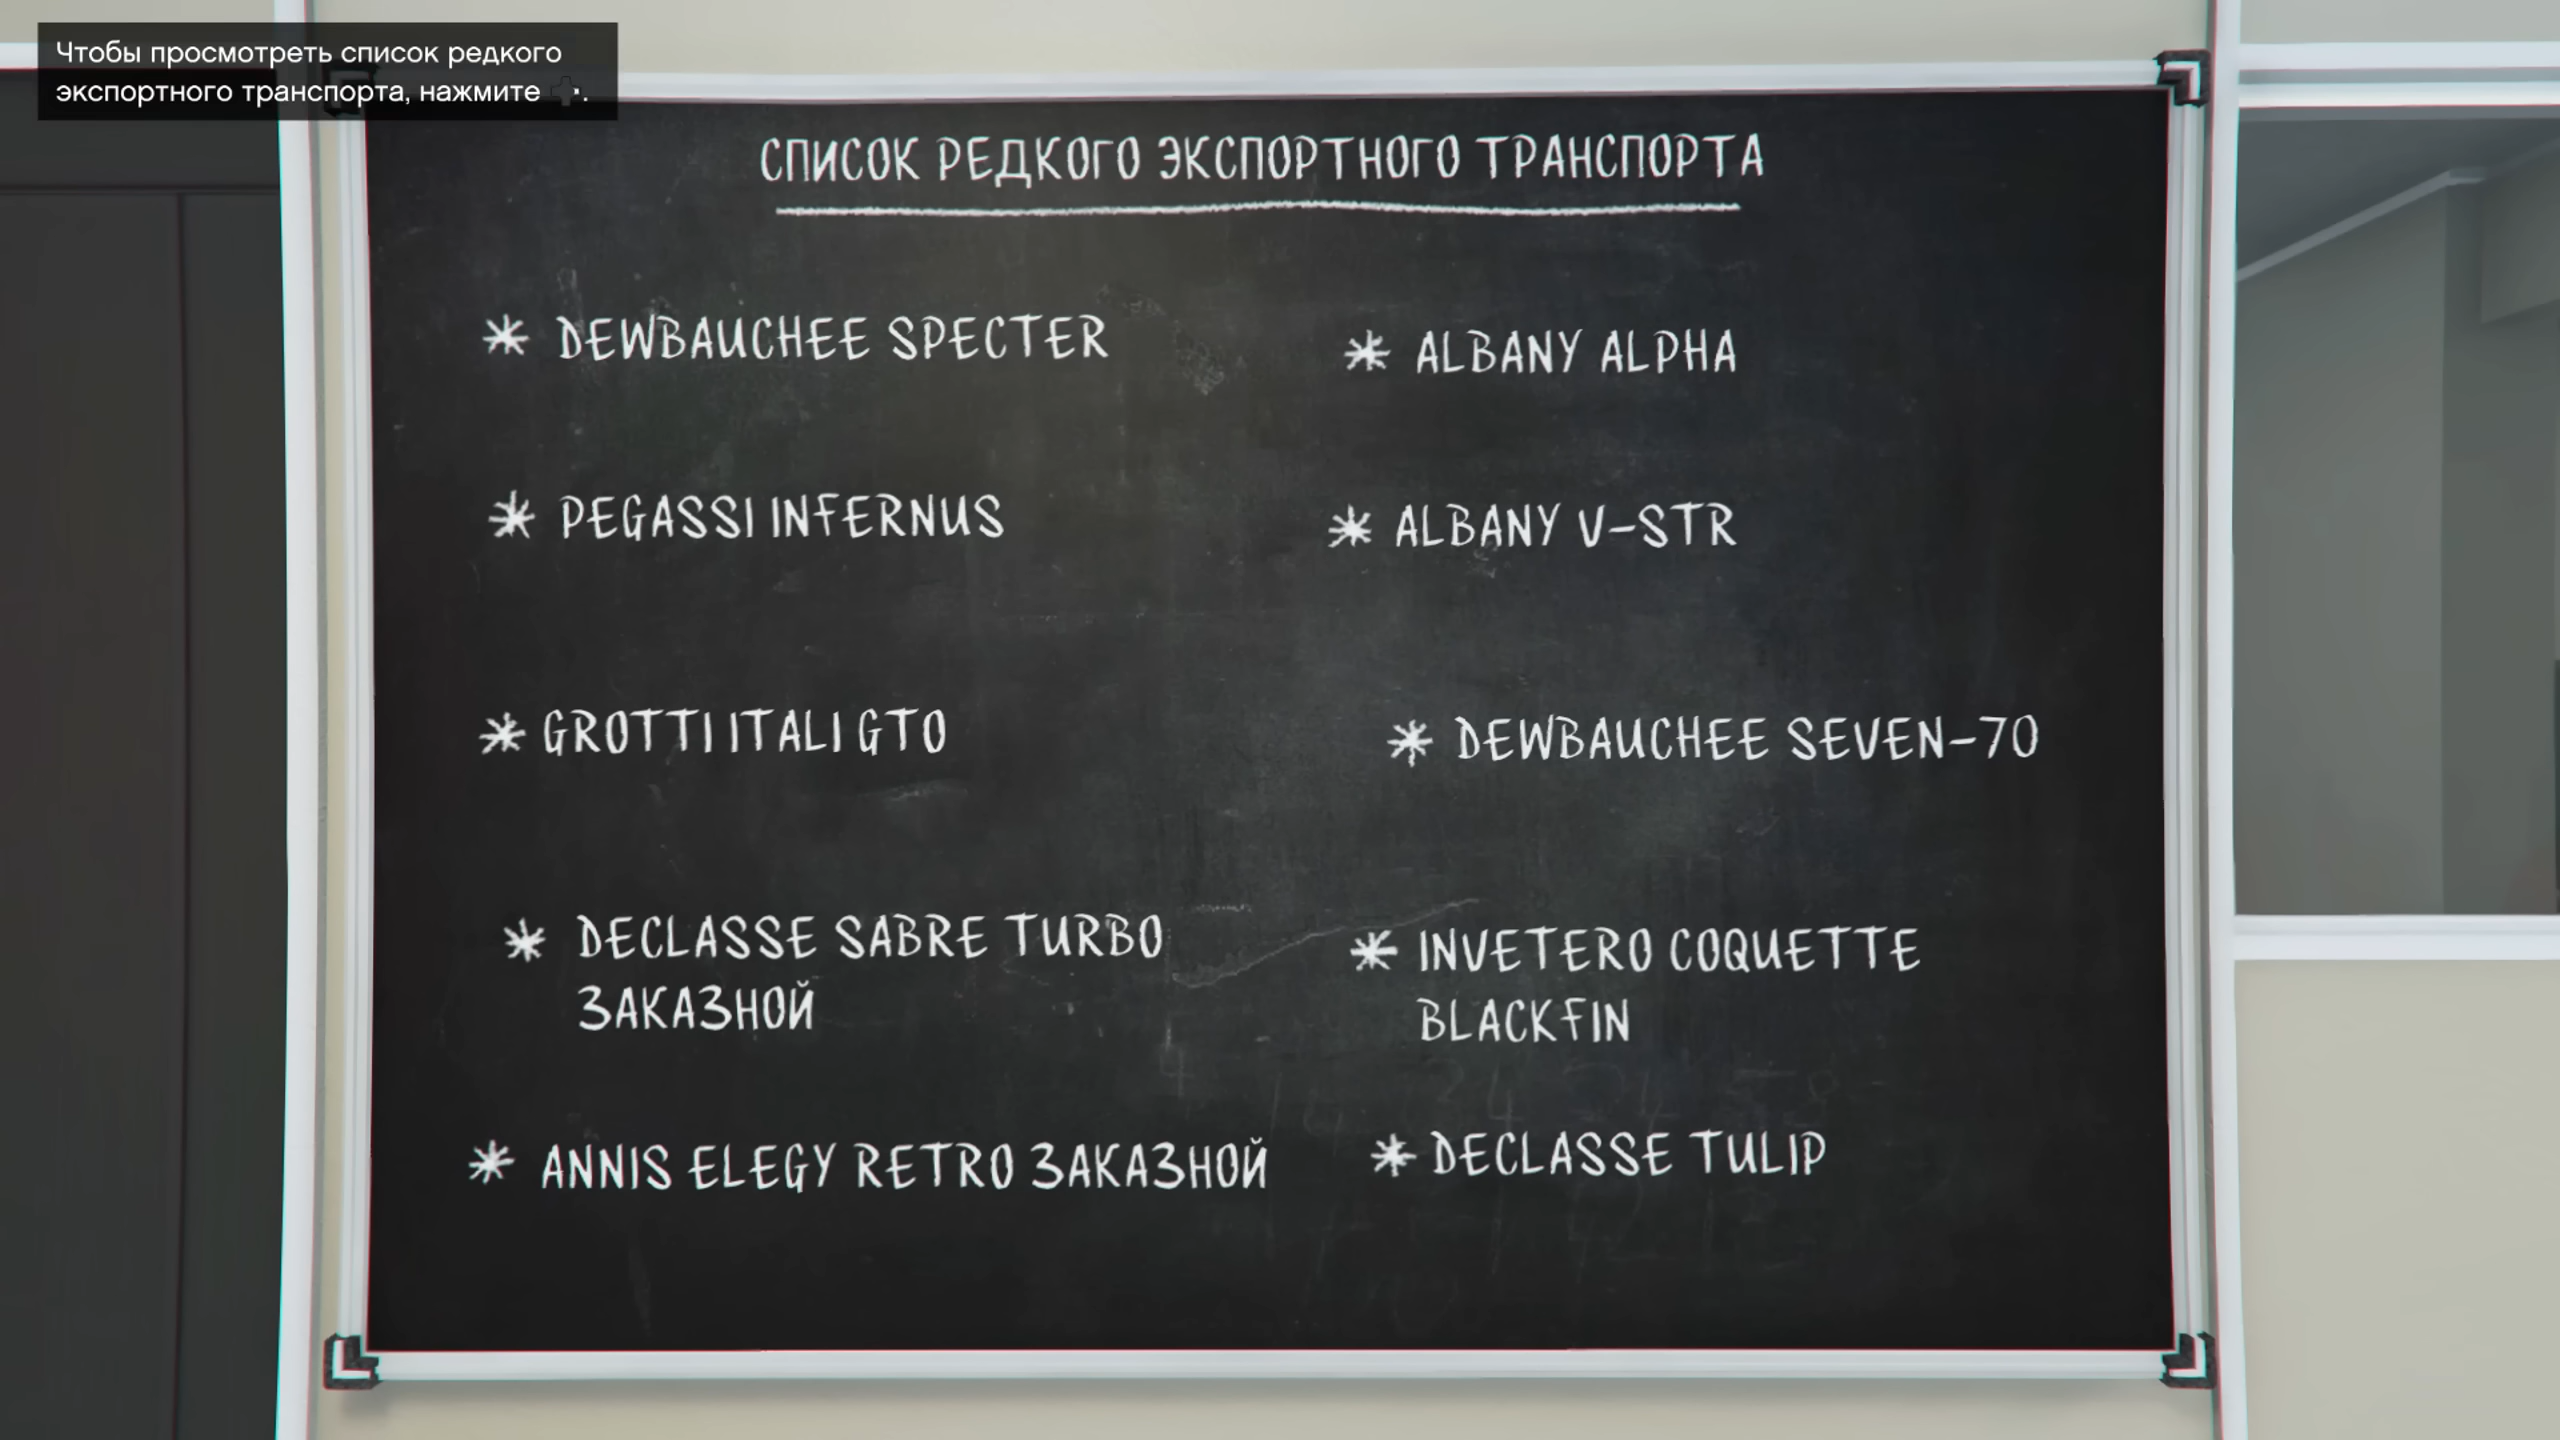 Чтобы просмотреть список редкого
экспортного транспорта, нажмите .
СПИСОК РЕДКОГО ЭКСПОРТНОГО ТРАНСПОРТА
* DEWBAUCHEE SPECTER
* PEGASSI INFERNUS
* GROTTI ITALI GTO
* DECLASSE SABRE TURBO
ЗАКАЗНОЙ
* ANNIS ELEGY RETRO ЗАКАЗНОЙ
* ALBANY ALPHA
* ALBANY V-STR
* DEWBAUCHEE SEVEN-70
* INVETERO COQUETTE
BLACKFIN
* DECLASSE TULIP